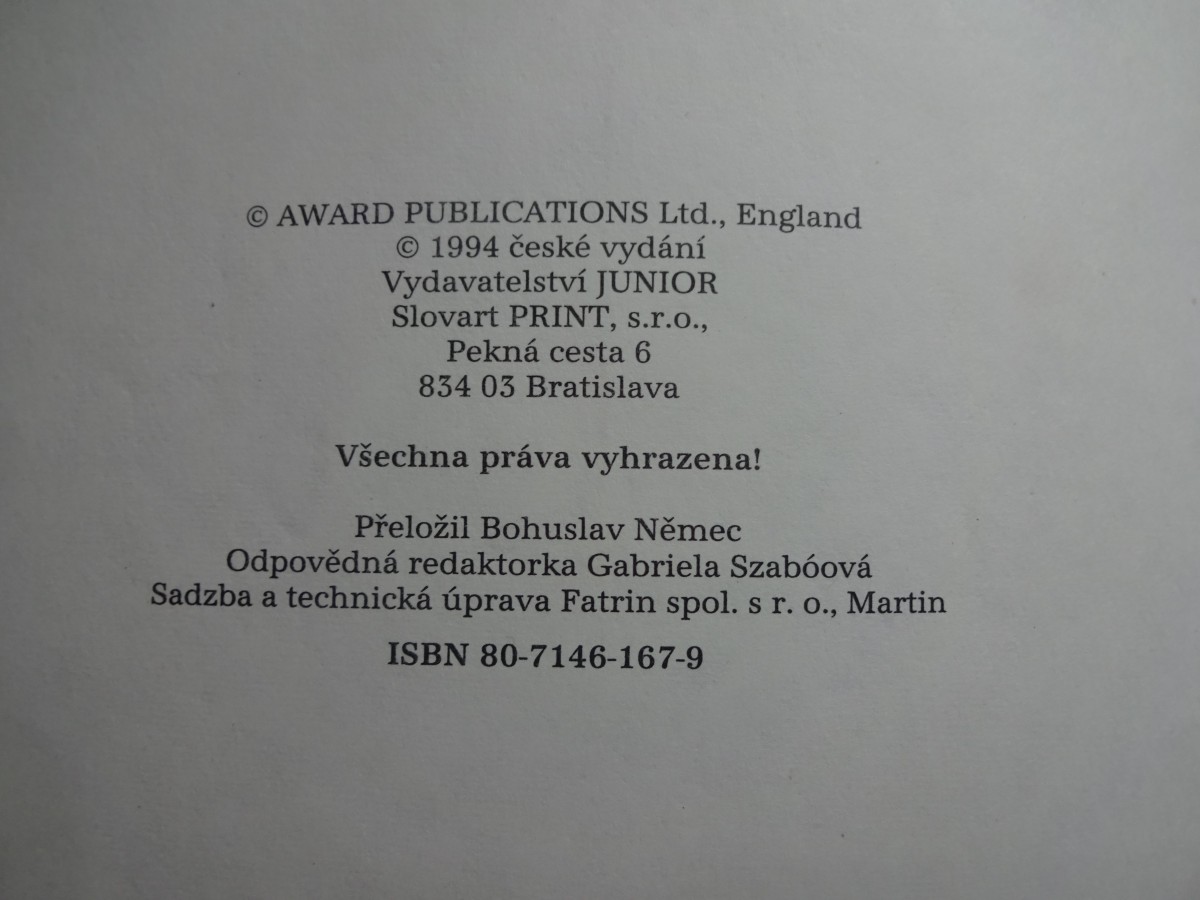 © AWARD PUBLICATIONS Ltd., England
© 1994 české vydání
Vydavatelství JUNIOR
Slovart PRINT, s.r.o.,
Pekná cesta 6
834 03 Bratislava
Všechna práva vyhrazena!
Přeložil Bohuslav Němec
Odpovědná redaktorka Gabriela Szabóová
Sadzba a technická úprava Fatrin spol. s r. o., Martin
ISBN 80-7146-167-9